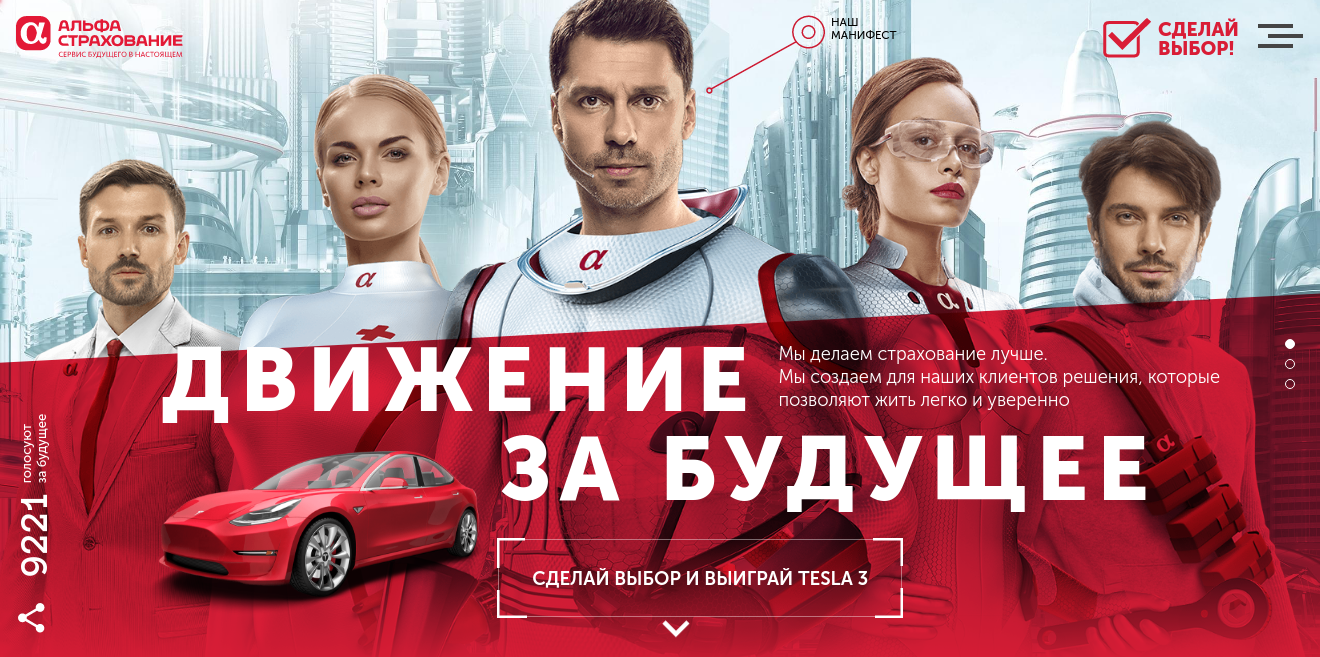 АЛЬФА
СТРАХОВАНИЕ
СЕРВИС БУДУЩЕГО В НАСТОЯЩЕМ
НАШ
МАНИФЕСТ
СДЕЛАЙ
ВЫБОР!
ДВИЖЕНИЕ
ЗА БУДУЩЕЕ
Мы делаем страхование лучше.
Мы создаем для наших клиентов решения, которые
позволяют жить легко и уверенно
9221
голосуют
за будущее
СДЕЛАЙ ВЫБОР И ВЫИГРАЙ TESLA 3